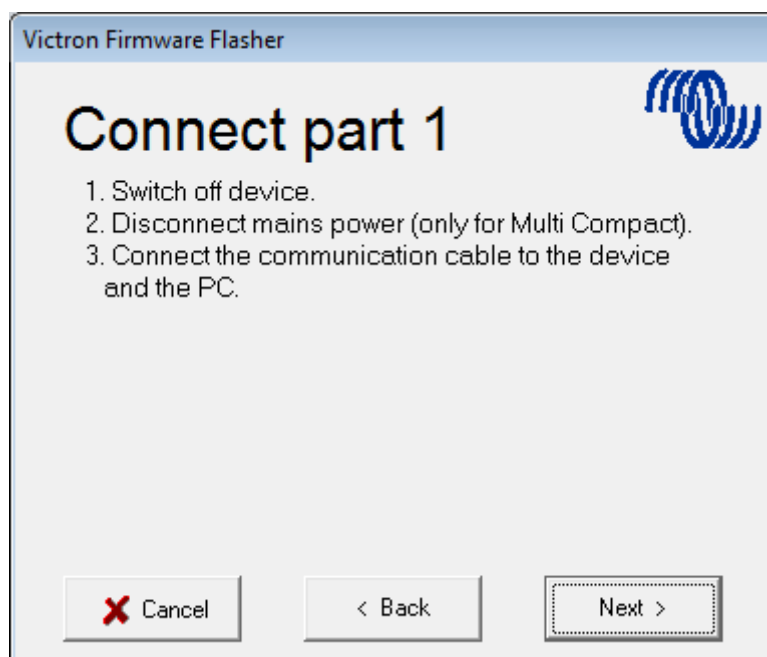 Victron Firmware Flasher
Connect part 1
1. Switch off device.
2. Disconnect mains power (only for Multi Compact).
3. Connect the communication cable to the device
and the PC.
Cancel
< Back
Next >